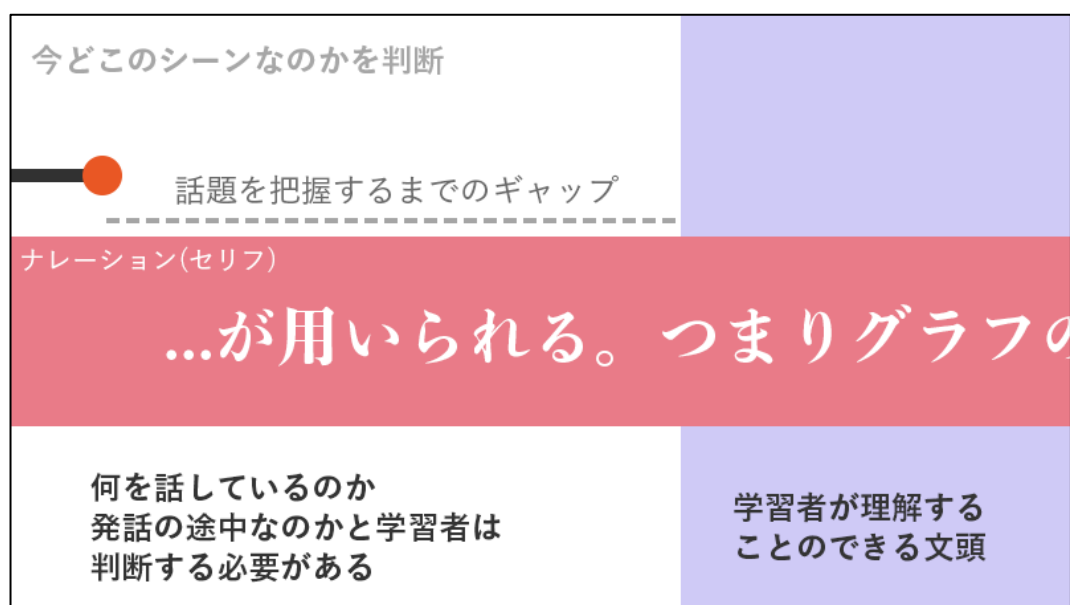 今どこのシーンなのかを判断
話題を把握するまでのギャップ
ナレーション(セリフ)
...が用いられる。つまりグラフの
何を話しているのか
発話の途中なのかと学習者は
判断する必要がある
学習者が理解する
ことのできる文頭